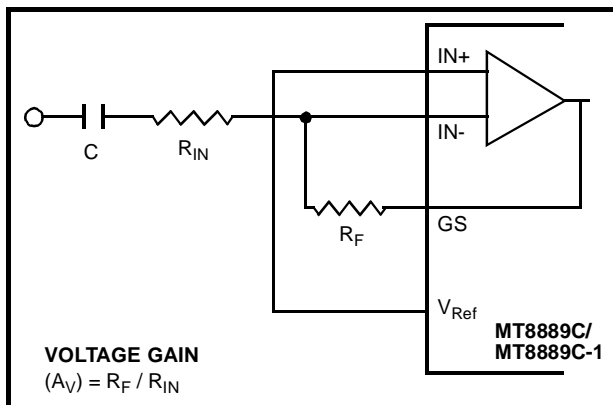 IN+
IN-
C
R_IN
R_F
GS
V_Ref
MT8889C/
MT8889C-1
VOLTAGE GAIN
(A_V) = R_F / R_IN